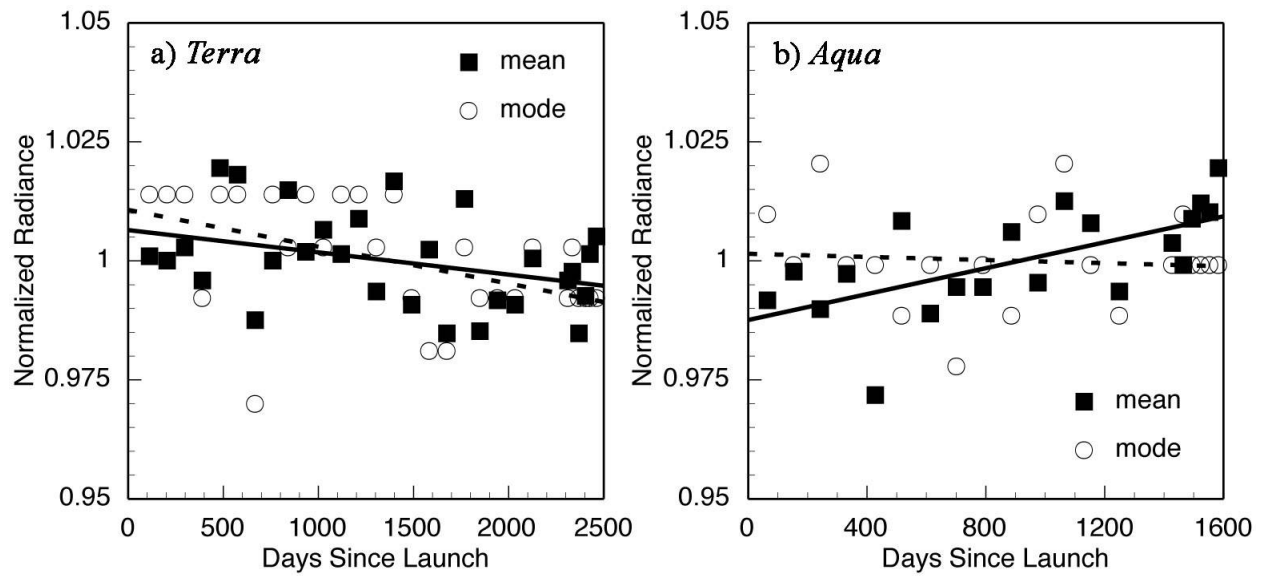 a) Terra
mean
mode
Normalized Radiance
1.05
1.025
1
0.975
0.95
0 500 1000 1500 2000 2500
Days Since Launch
b) Aqua
mean
mode
Normalized Radiance
1.05
1.025
1
0.975
0.95
0 400 800 1200 1600
Days Since Launch